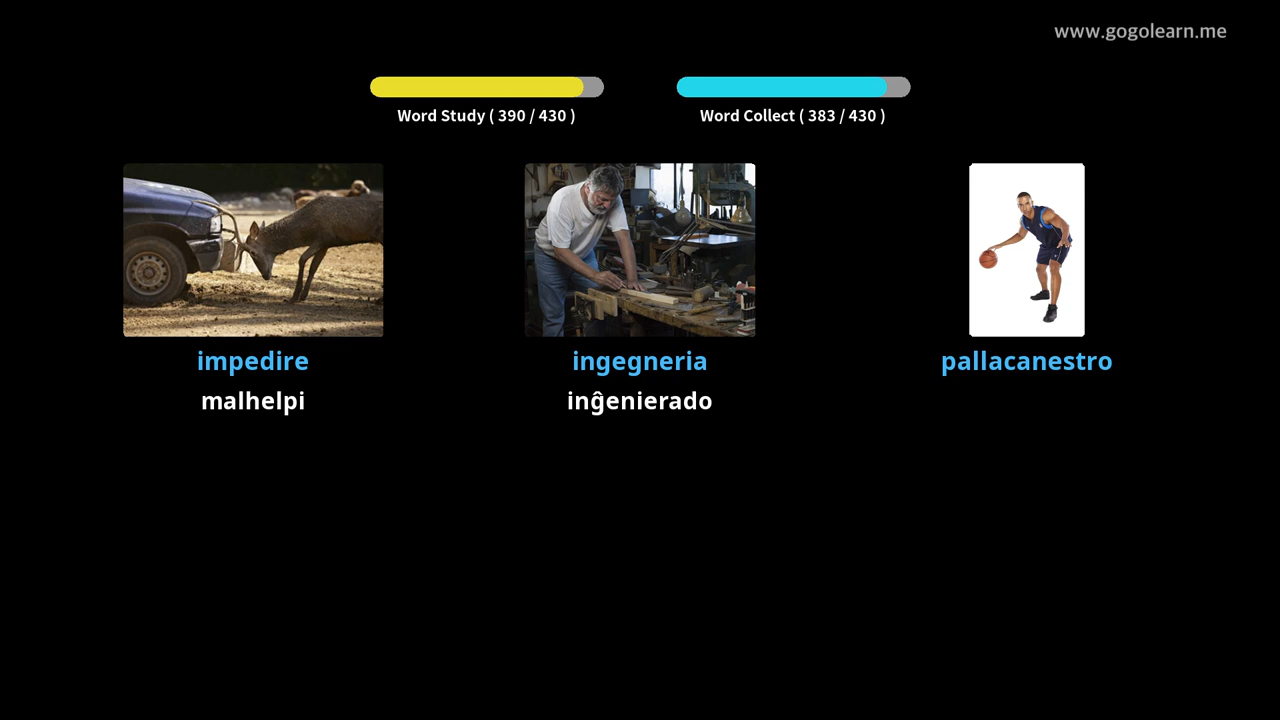 www.gogolearn.me
Word Study ( 390 / 430 )
Word Collect ( 383 / 430 )
impedire
malhelpi
ingegneria
inĝenierado
pallacanestro